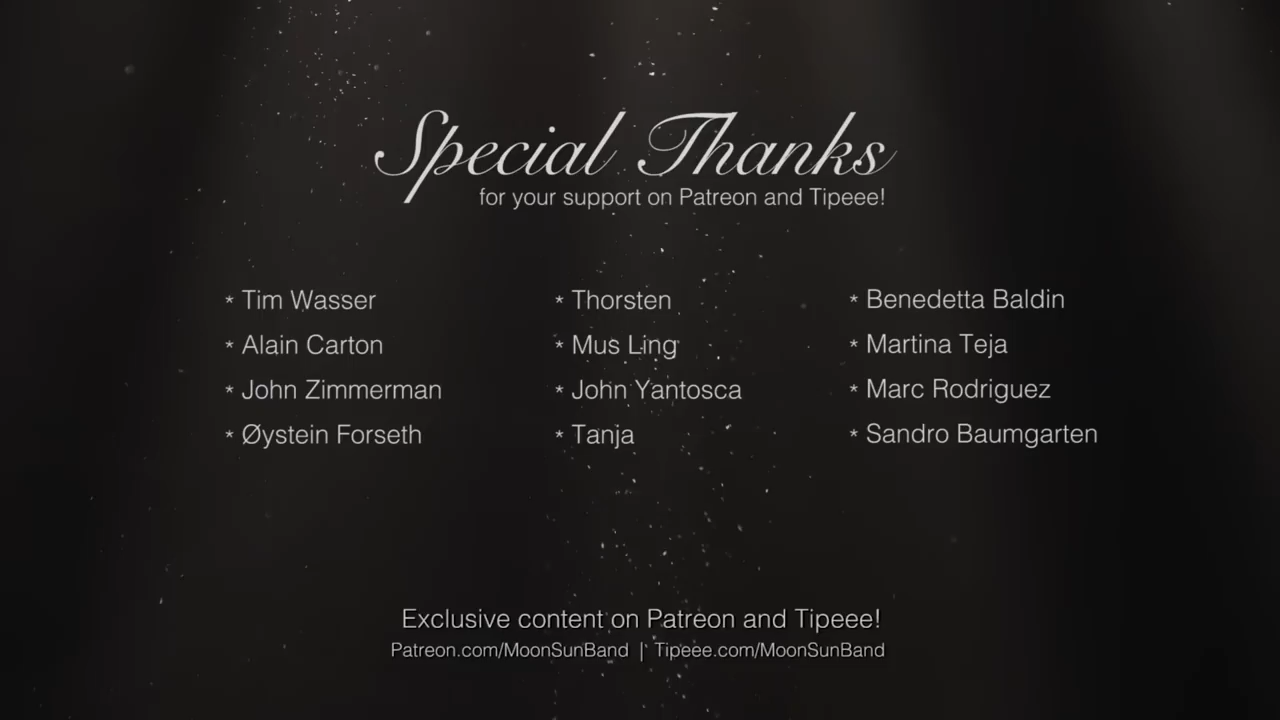 Special Thanks
for your support on Patreon and Tipeee!
* Tim Wasser
* Alain Carton
* John Zimmerman
* Øystein Forseth
* Thorsten
* Mus Ling
* John Yantosca
* Tanja
* Benedetta Baldin
* Martina Teja
* Marc Rodriguez
* Sandro Baumgarten
Exclusive content on Patreon and Tipeee!
Patreon.com/MoonSunBand | Tipeee.com/MoonSunBand